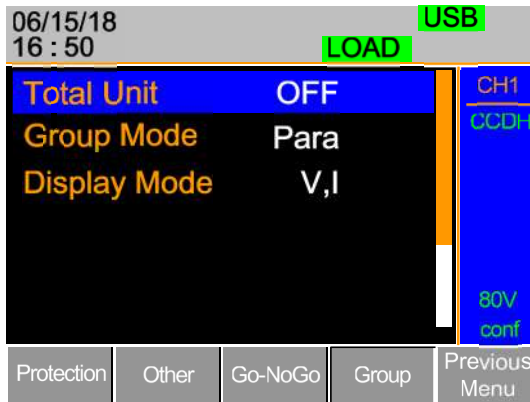 06/15/18
USB
16 : 50
LOAD
Total Unit OFF
Group Mode Para
Display Mode V,I
CH1
CCDH
80V
conf
Protection
Other
Go-NoGo
Group
Previous
Menu